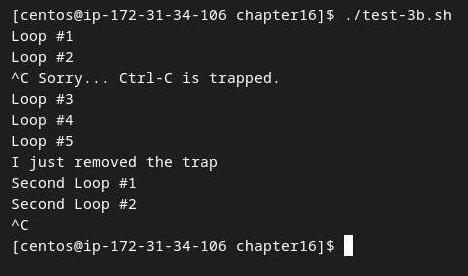 [centos@ip-172-31-34-106 chapter16]$ ./test-3b.sh
Loop #1
Loop #2
^C Sorry... Ctrl-C is trapped.
Loop #3
Loop #4
Loop #5
I just removed the trap
Second Loop #1
Second Loop #2
^C
[centos@ip-172-31-34-106 chapter16]$